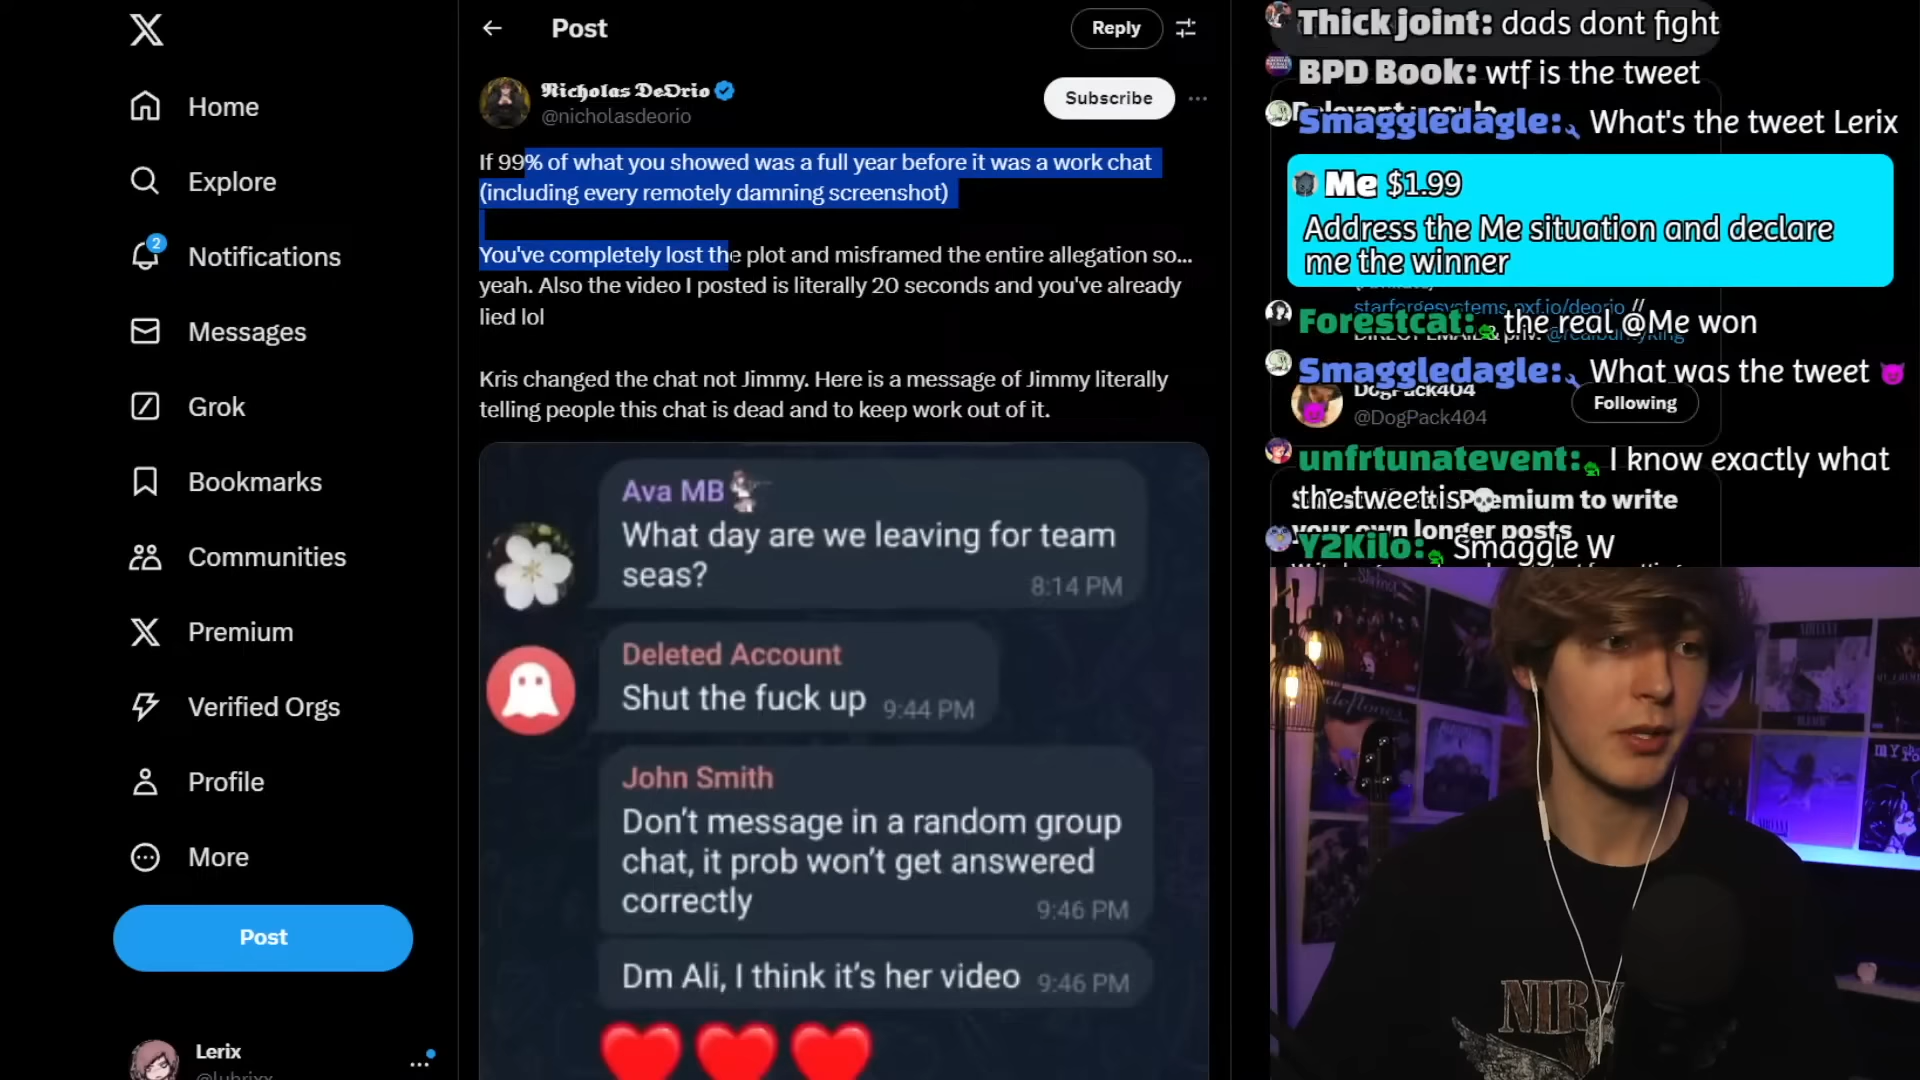 Home
Explore
2
Notifications
Messages
Grok
Bookmarks
Communities
Premium
Verified Orgs
Profile
More
Post
Lerix
Post
Reply
Nicholas DeOrio
@nicholasdeorio
Subscribe
If 99% of what you showed was a full year before it was a work chat
(including every remotely damning screenshot)
You've completely lost the plot and misframed the entire allegation so...
yeah. Also the video I posted is literally 20 seconds and you've already
lied lol
Kris changed the chat not Jimmy. Here is a message of Jimmy literally
telling people this chat is dead and to keep work out of it.
Ava MB
What day are we leaving for team
seas?
8:14 PM
Deleted Account
Shut the fuck up 9:44 PM
John Smith
Don't message in a random group
chat, it prob won't get answered
correctly
9:46 PM
Dm Ali, I think it's her video 9:46 PM
Thick joint: dads dont fight
BPD Book: wtf is the tweet
Relevant people
Smaggledagle: What's the tweet Lerix
Me $1.99
Address the Me situation and declare
me the winner
starforgesystems.pxf.io/deorio //
Forestcat: the real @Me won
DIRECT EMAIL & priv. @realbunnyking
Smaggledagle: What was the tweet 😈
DogPack404
@DogPack404
Following
unfrtunatevent: I know exactly what
the tweet is 💀
Premium to write
your own longer posts
Y2Kilo: Smaggle W
deftones
NIRVANA